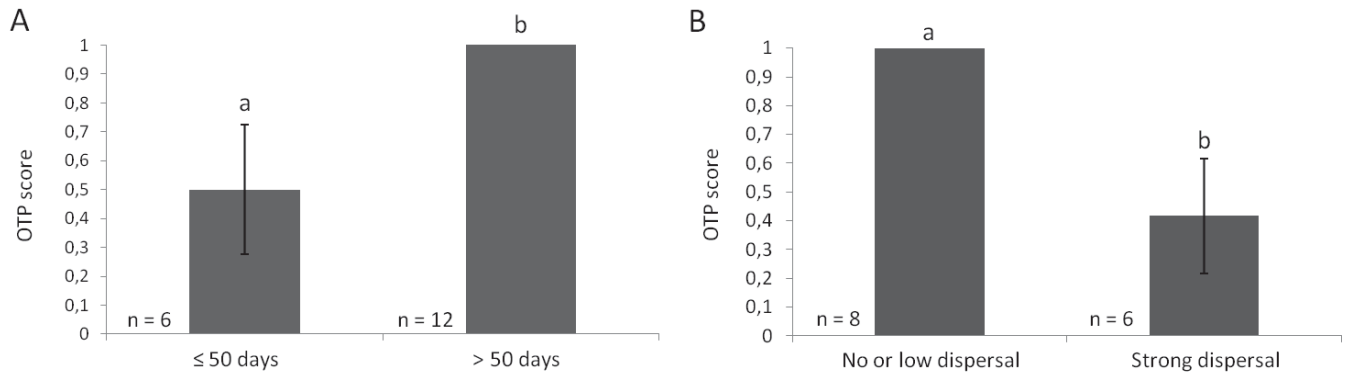 A
a
b
OTP score
1
0,9
0,8
0,7
0,6
0,5
0,4
0,3
0,2
0,1
0
n = 6
n = 12
≤ 50 days
> 50 days
B
a
b
OTP score
1
0,9
0,8
0,7
0,6
0,5
0,4
0,3
0,2
0,1
0
n = 8
n = 6
No or low dispersal
Strong dispersal